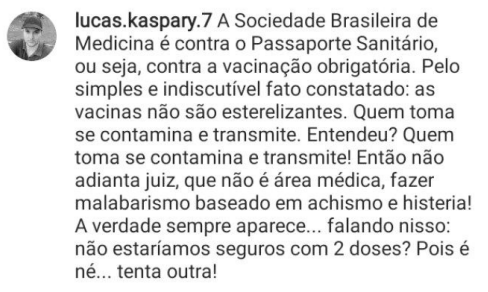 lucas.kaspary.7 A Sociedade Brasileira de
Medicina é contra o Passaporte Sanitário,
ou seja, contra a vacinação obrigatória. Pelo
simples e indiscutível fato constatado: as
vacinas não são esterelizantes. Quem toma
se contamina e transmite. Entendeu? Quem
toma se contamina e transmite! Então não
adianta juiz, que não é área médica, fazer
malabarismo baseado em achismo e histeria!
A verdade sempre aparece... falando nisso:
não estaríamos seguros com 2 doses? Pois é
né... tenta outra!